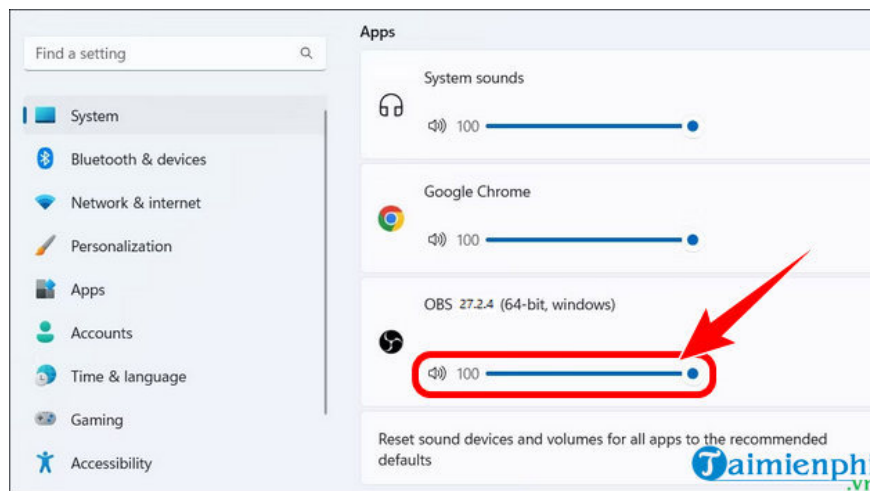 Find a setting
System
Bluetooth & devices
Network & internet
Personalization
Apps
Accounts
Time & language
Gaming
Accessibility
Apps
System sounds
100
Google Chrome
100
OBS 27.2.4 (64-bit, windows)
100
Reset sound devices and volumes for all apps to the recommended
defaults
Taimienphi
.vn